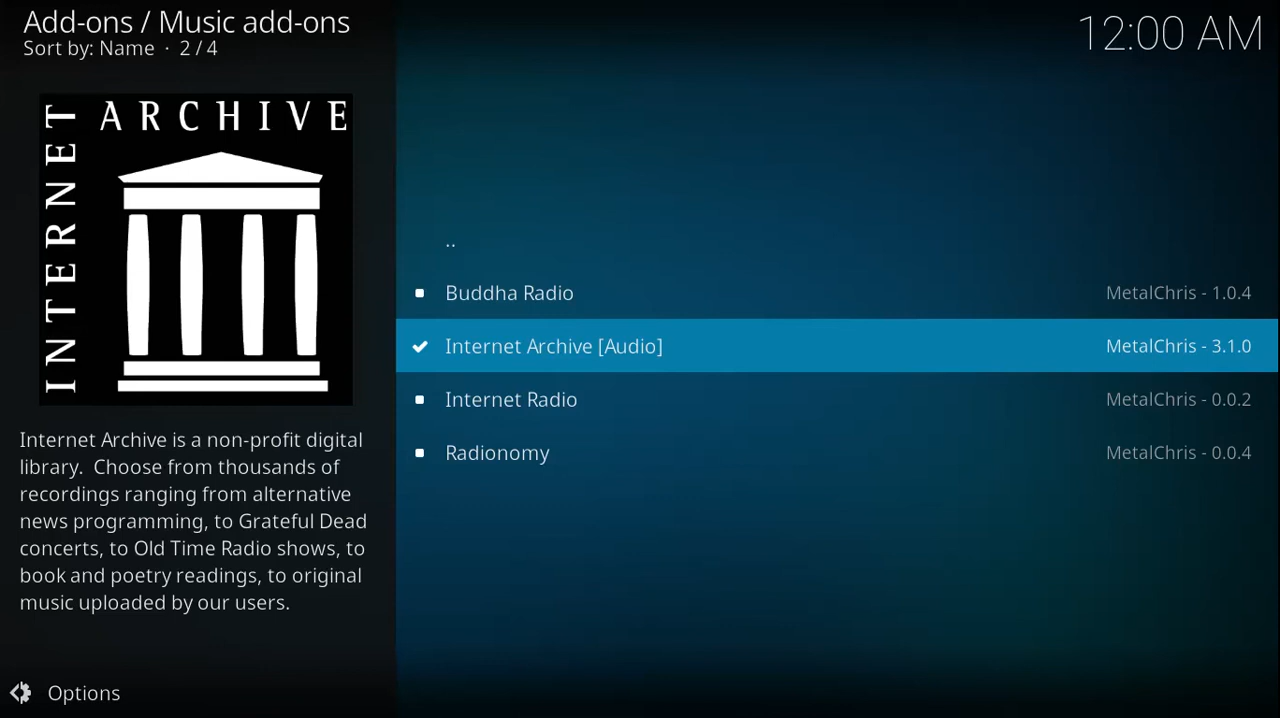 Add-ons / Music add-ons
Sort by: Name · 2 / 4
12:00 AM
INTERNET
ARCHIVE
..
Buddha Radio MetalChris - 1.0.4
Internet Archive [Audio] MetalChris - 3.1.0
Internet Radio MetalChris - 0.0.2
Radionomy MetalChris - 0.0.4
Internet Archive is a non-profit digital
library. Choose from thousands of
recordings ranging from alternative
news programming, to Grateful Dead
concerts, to Old Time Radio shows, to
book and poetry readings, to original
music uploaded by our users.
Options